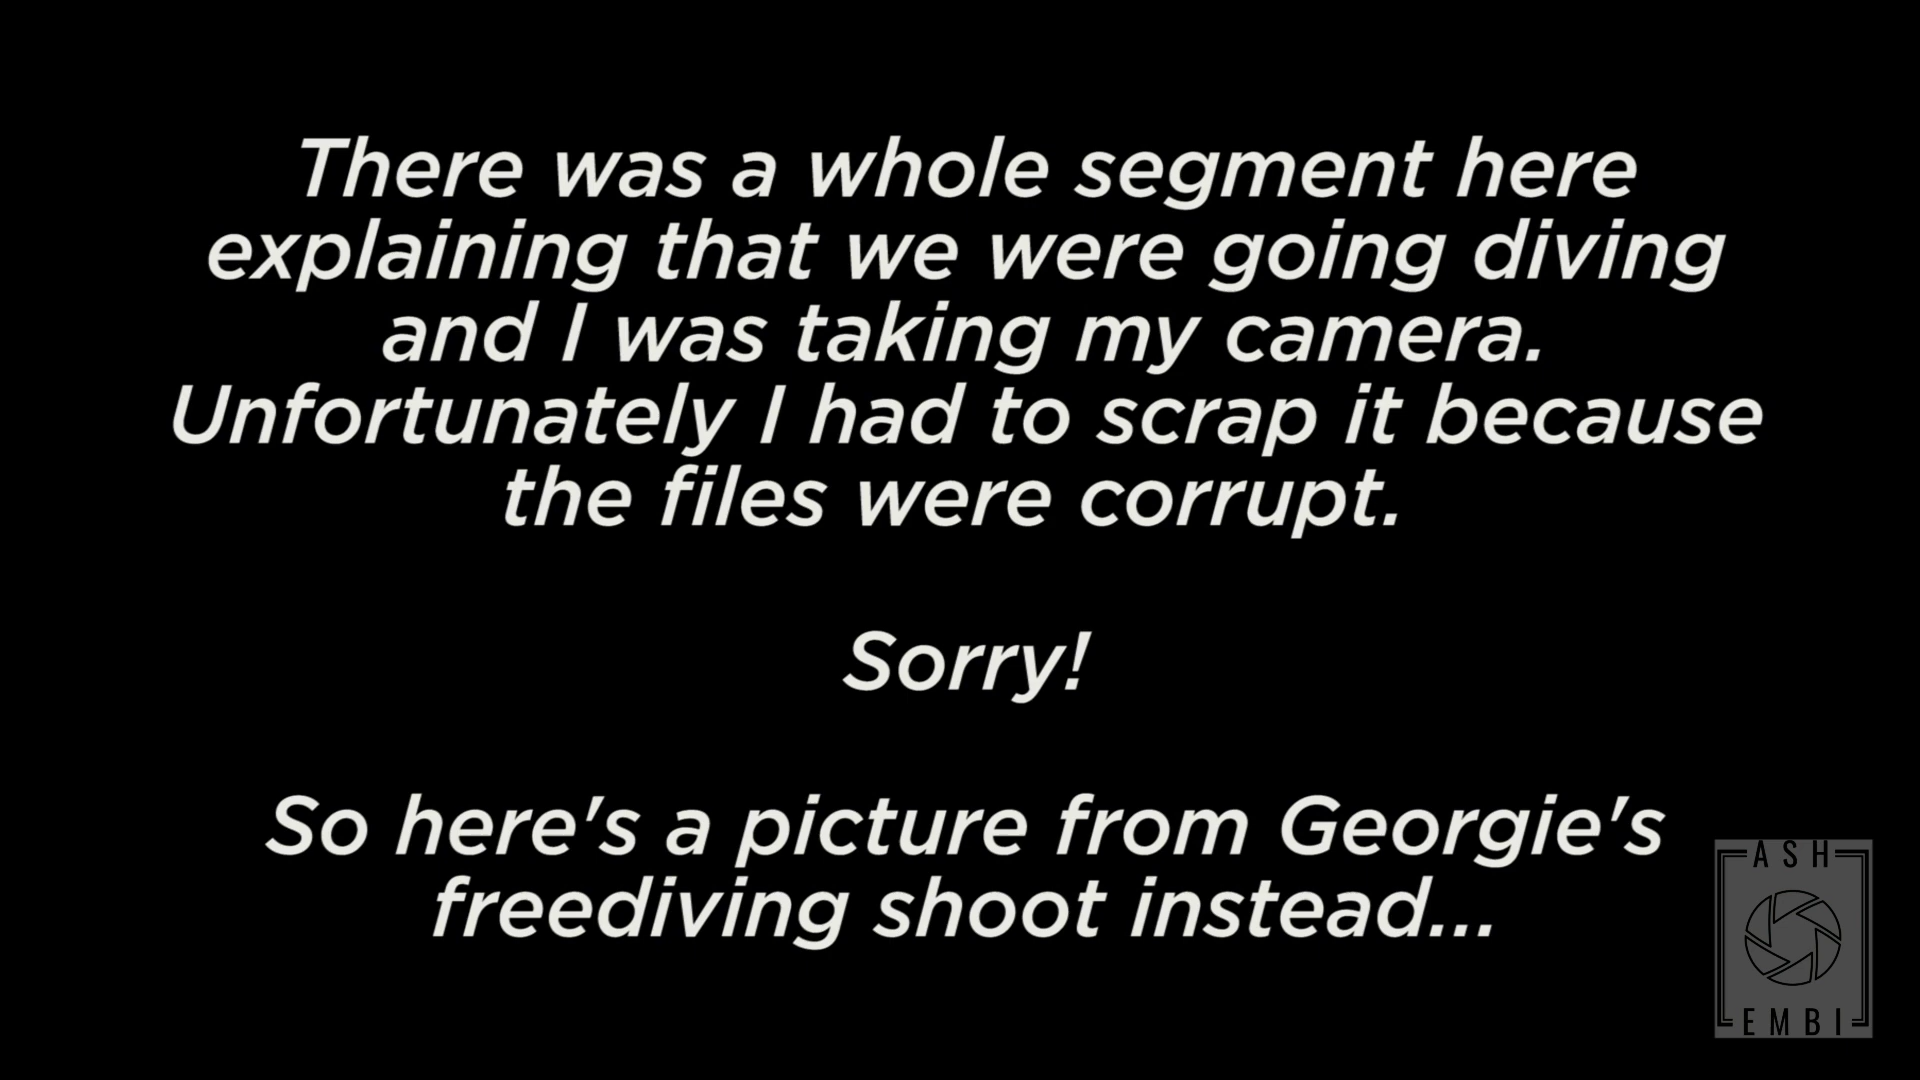 There was a whole segment here
explaining that we were going diving
and I was taking my camera.
Unfortunately I had to scrap it because
the files were corrupt.
Sorry!
So here's a picture from Georgie's
freediving shoot instead...
ASH
EMBI